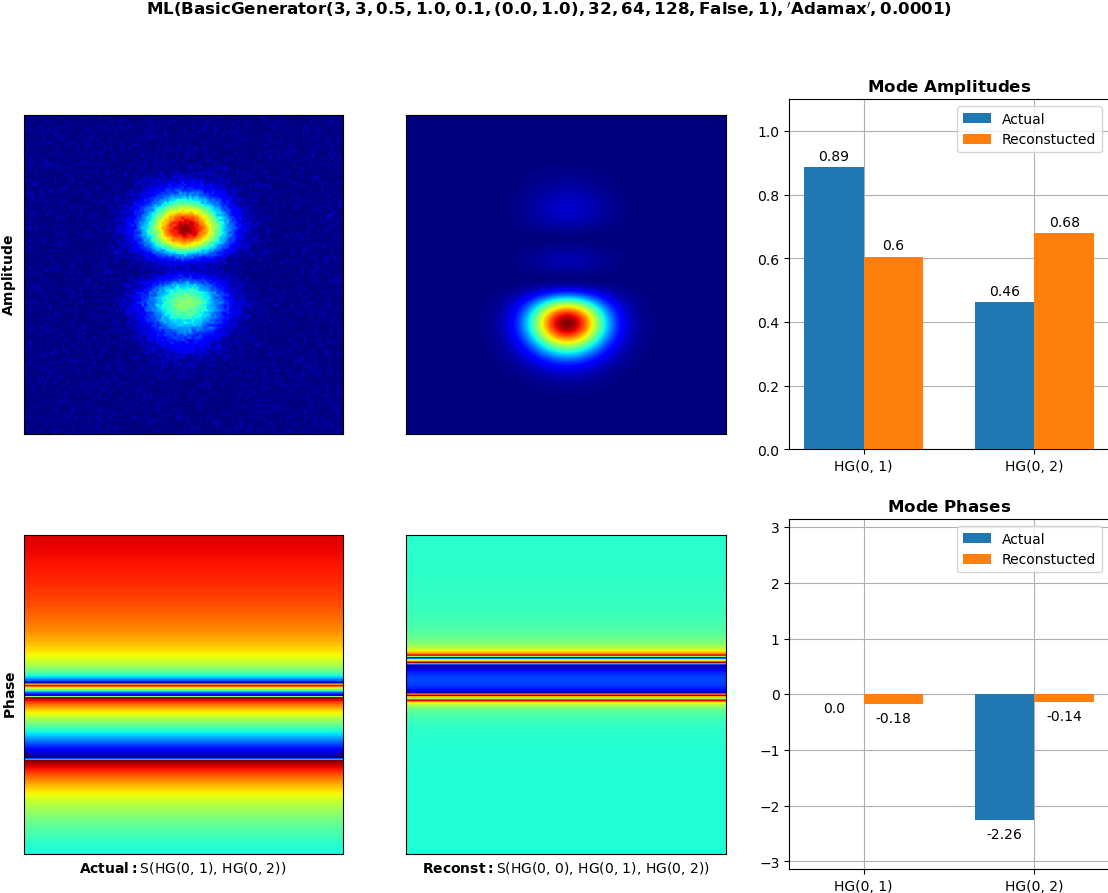 ML(BasicGenerator(3, 3, 0.5, 1.0, 0.1, (0.0, 1.0), 32, 64, 128, False, 1), ′Adamax′, 0.0001)
Amplitude
Mode Amplitudes
Actual
Reconstucted
1.0
0.8
0.6
0.4
0.2
0.0
0.89
0.6
0.46
0.68
HG(0, 1)
HG(0, 2)
Phase
Actual: S(HG(0, 1), HG(0, 2))
Reconst: S(HG(0, 0), HG(0, 1), HG(0, 2))
Mode Phases
Actual
Reconstucted
3
2
1
0
−1
−2
−3
0.0
-0.18
-2.26
-0.14
HG(0, 1)
HG(0, 2)